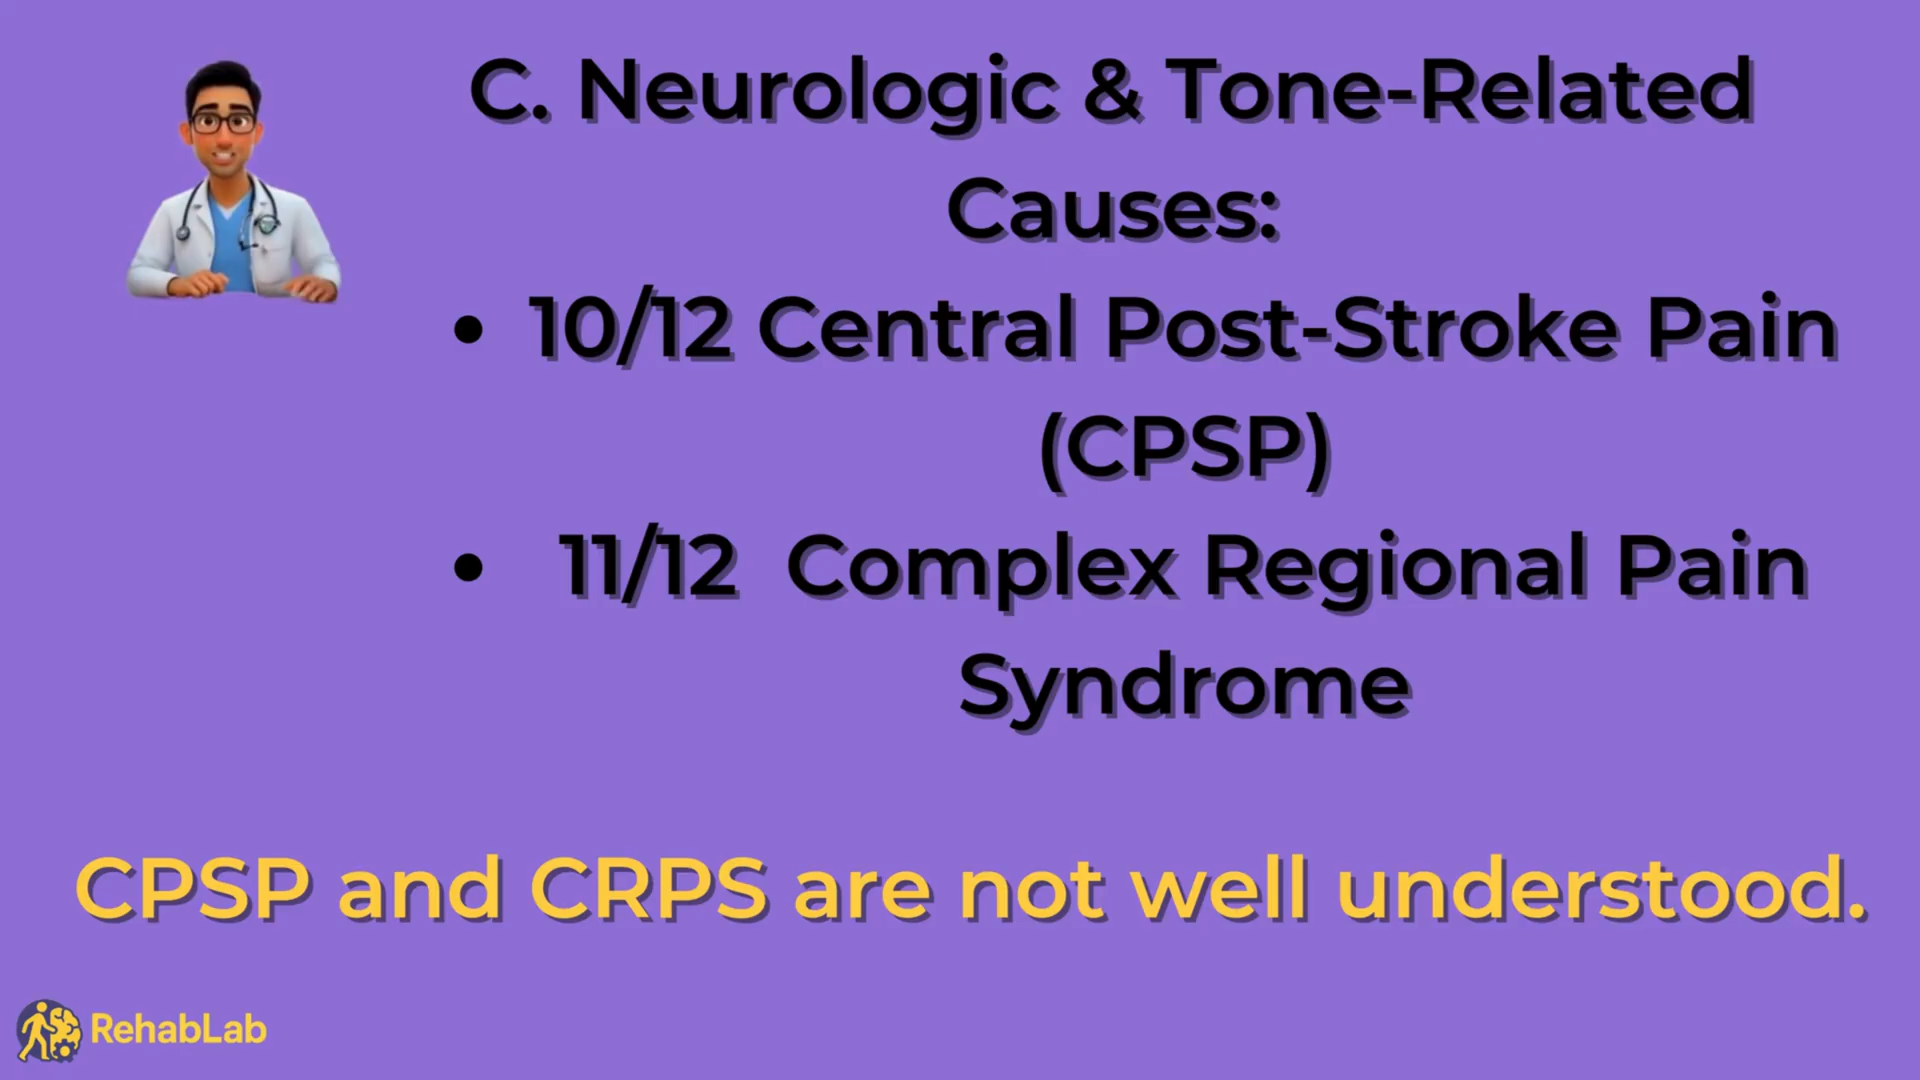 C. Neurologic & Tone-Related
Causes:
• 10/12 Central Post-Stroke Pain
(CPSP)
• 11/12 Complex Regional Pain
Syndrome
CPSP and CRPS are not well understood.
RehabLab